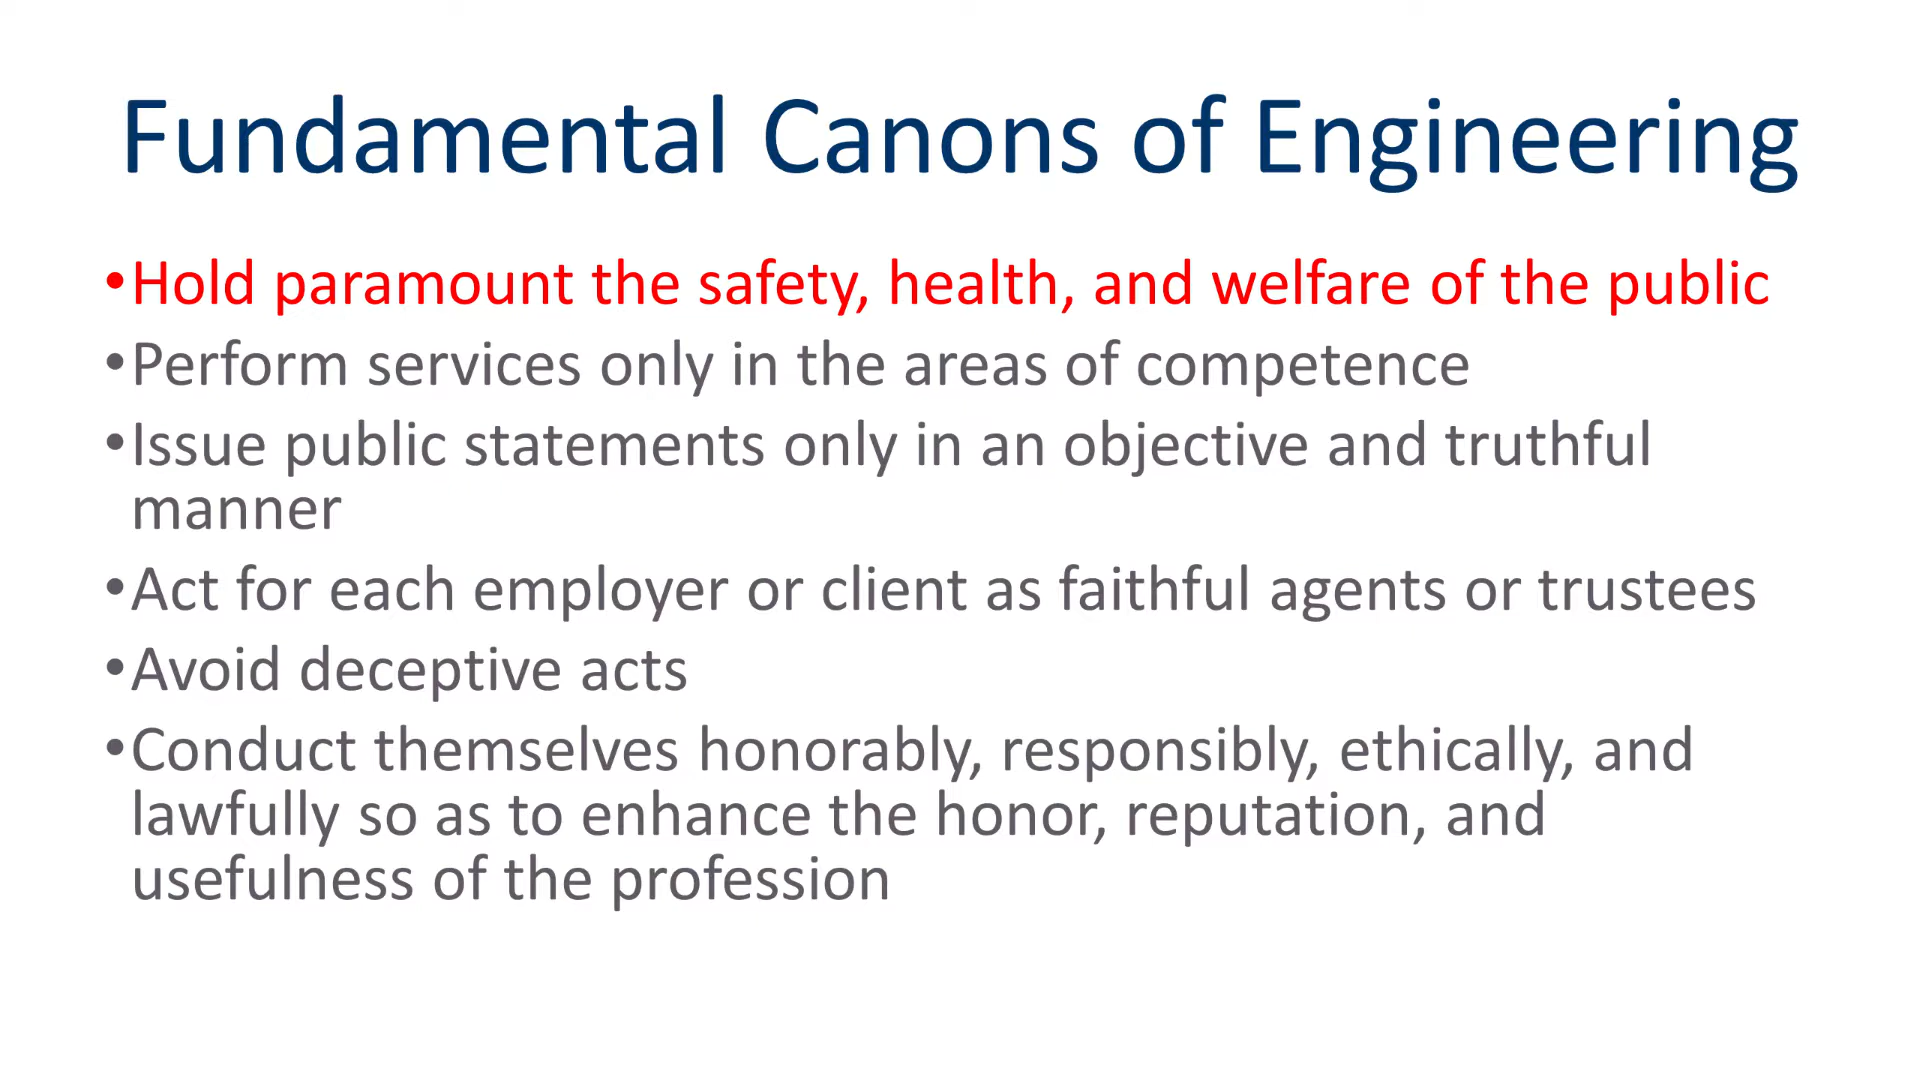 Fundamental Canons of Engineering
•Hold paramount the safety, health, and welfare of the public
•Perform services only in the areas of competence
•Issue public statements only in an objective and truthful
manner
•Act for each employer or client as faithful agents or trustees
•Avoid deceptive acts
•Conduct themselves honorably, responsibly, ethically, and
lawfully so as to enhance the honor, reputation, and
usefulness of the profession